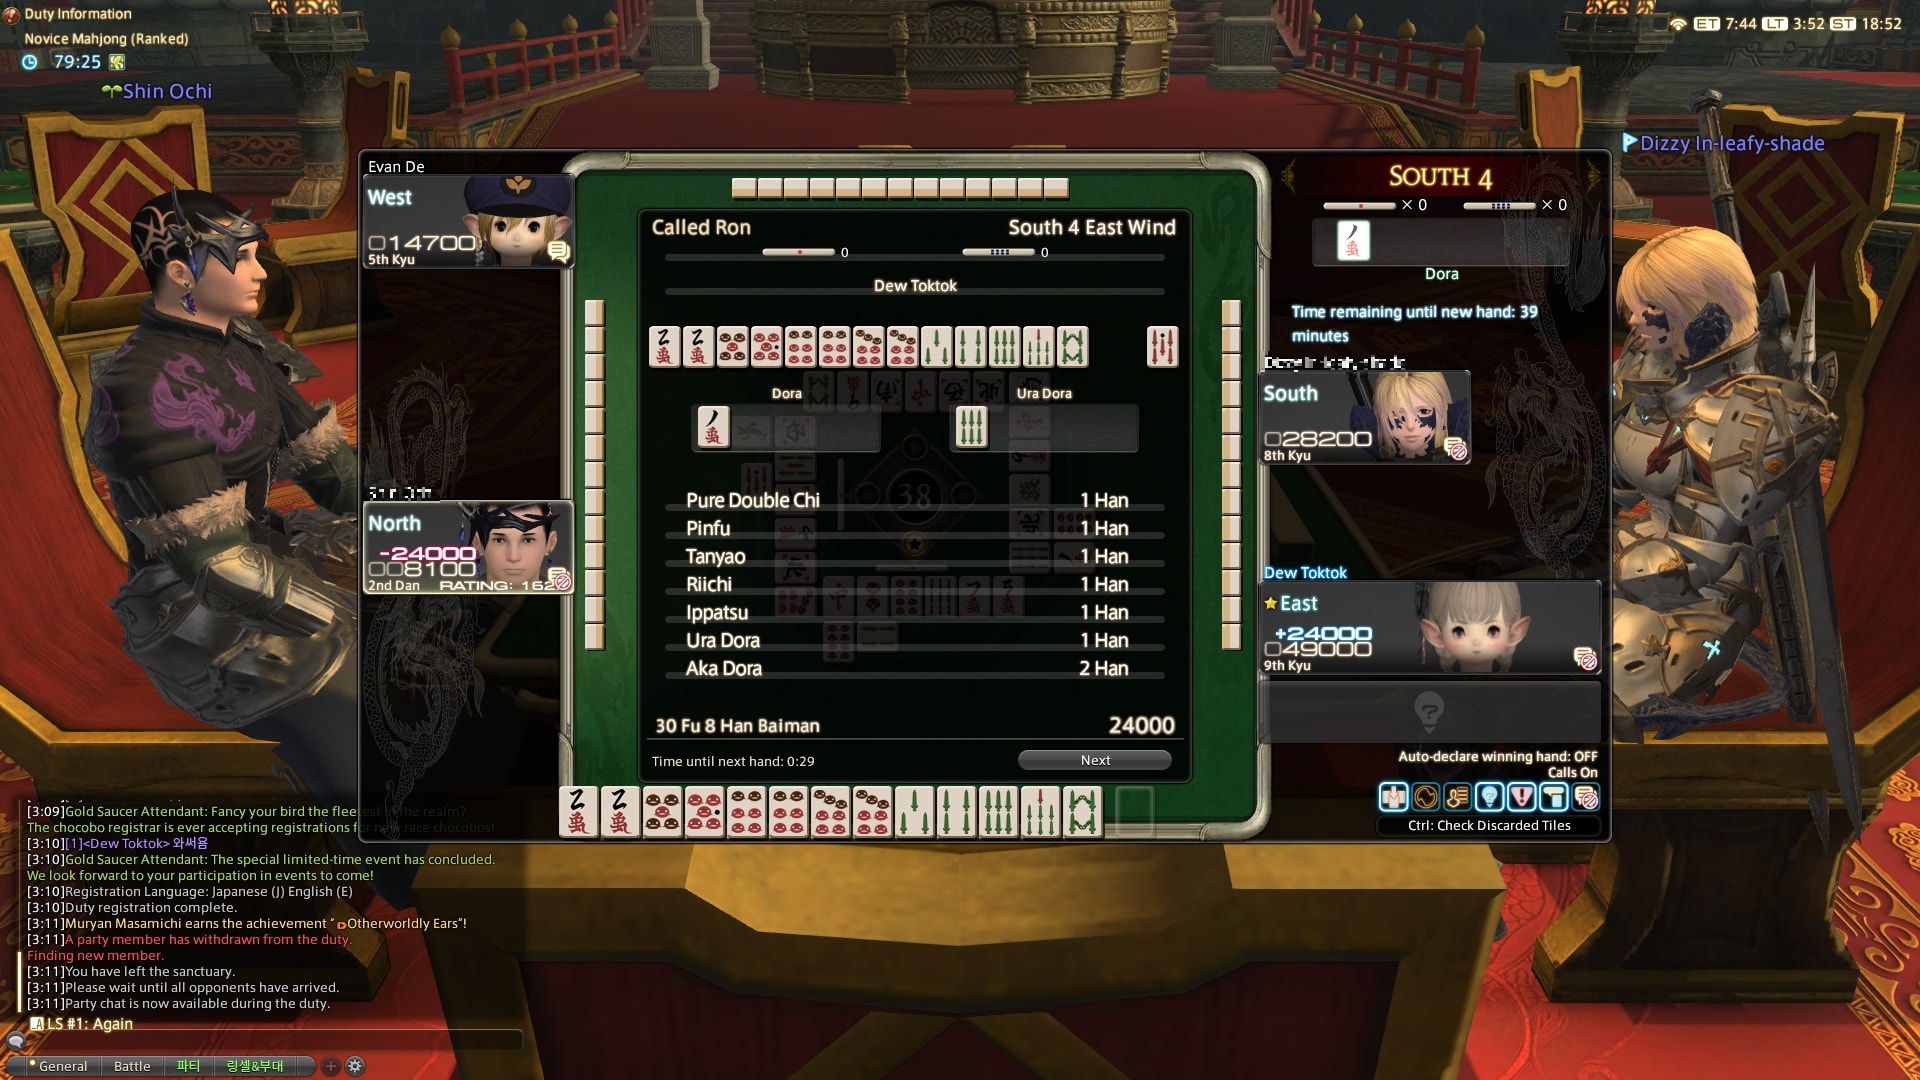 Duty Information
Novice Mahjong (Ranked)
79:25
Shin Ochi
ET 7:44 LT 3:52 ST 18:52
Dizzy In-leafy-shade
Evan De
West
14700
5th Kyu
North
-24000
08100
2nd Dan RATING: 162
Called Ron
South 4 East Wind
0
0
Dew Toktok
Dora
Ura Dora
Pure Double Chi 1 Han
Pinfu 1 Han
Tanyao 1 Han
Riichi 1 Han
Ippatsu 1 Han
Ura Dora 1 Han
Aka Dora 2 Han
38
30 Fu 8 Han Baiman 24000
Time until next hand: 0:29
Next
South 4
× 0
× 0
Dora
Time remaining until new hand: 39
minutes
South
28200
8th Kyu
Dew Toktok
East
+24000
49000
9th Kyu
?
Auto-declare winning hand: OFF
Calls On
Ctrl: Check Discarded Tiles
[3:09]Gold Saucer Attendant: Fancy your bird the fleetest in the realm?
The chocobo registrar is ever accepting registrations for new race chocobos!
[3:10][1]<Dew Toktok> 와써욤
[3:10]Gold Saucer Attendant: The special limited-time event has concluded.
We look forward to your participation in events to come!
[3:10]Registration Language: Japanese (J) English (E)
[3:10]Duty registration complete.
[3:11]Muryan Masamichi earns the achievement "Otherworldly Ears"!
[3:11]A party member has withdrawn from the duty.
Finding new member.
[3:11]You have left the sanctuary.
[3:11]Please wait until all opponents have arrived.
[3:11]Party chat is now available during the duty.
LS #1: Again
General
Battle
파티
링셀&부대